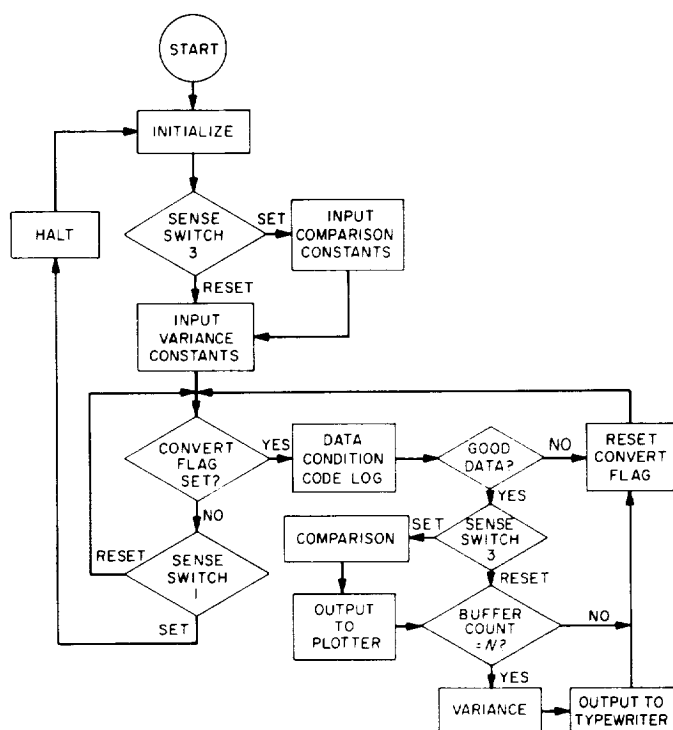 START
INITIALIZE
SENSE
SWITCH
3
SET
INPUT
COMPARISON
CONSTANTS
HALT
RESET
INPUT
VARIANCE
CONSTANTS
CONVERT
FLAG
SET?
YES
DATA
CONDITION
CODE LOG
GOOD
DATA?
NO
RESET
CONVERT
FLAG
NO
YES
RESET
SENSE
SWITCH
1
SET
COMPARISON
SET
SENSE
SWITCH
3
RESET
OUTPUT
TO
PLOTTER
BUFFER
COUNT
=N?
NO
YES
VARIANCE
OUTPUT TO
TYPEWRITER